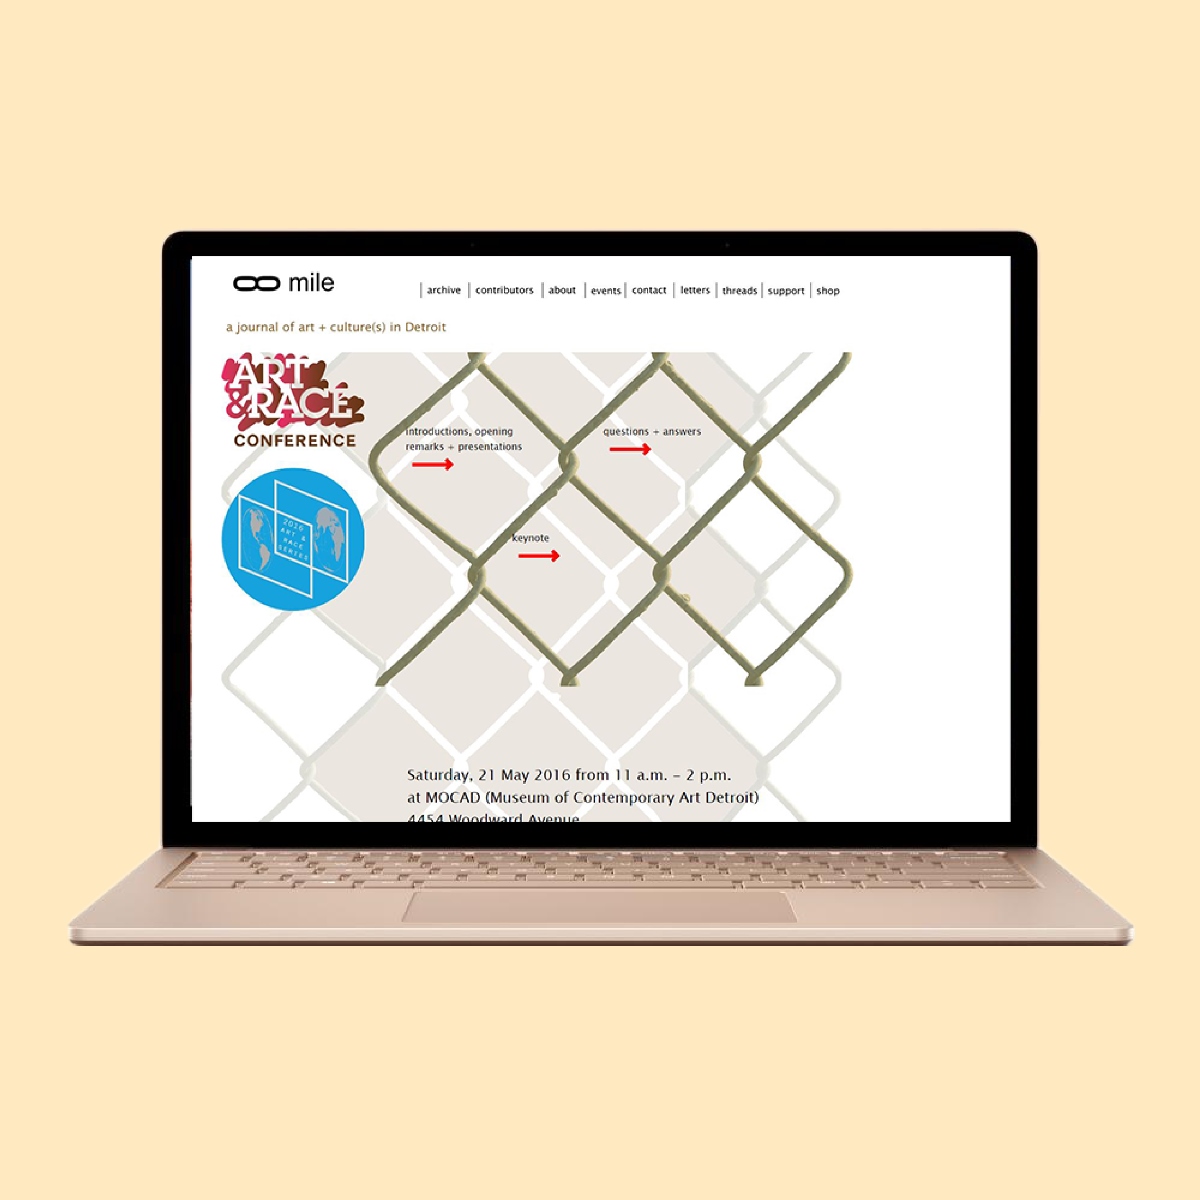 mile
archive
contributors
about
events
contact
letters
threads
support
shop
a journal of art + culture(s) in Detroit
ART
&RACE
CONFERENCE
introductions, opening
remarks + presentations
questions + answers
keynote
2016
ART &
RACE
SERIES
Saturday, 21 May 2016 from 11 a.m. – 2 p.m.
at MOCAD (Museum of Contemporary Art Detroit)
4454 Woodward Avenue